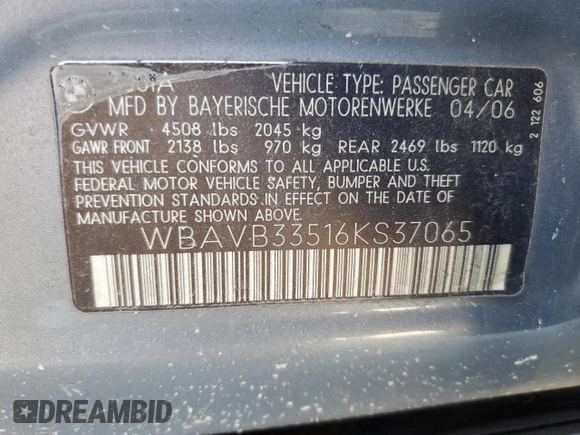 VEHICLE TYPE: PASSENGER CAR
MFD BY BAYERISCHE MOTORENWERKE 04/06
GVWR 4508 lbs 2045 kg
GAWR FRONT 2138 lbs 970 kg REAR 2469 lbs 1120 kg
THIS VEHICLE CONFORMS TO ALL APPLICABLE U.S.
FEDERAL MOTOR VEHICLE SAFETY, BUMPER AND THEFT
PREVENTION STANDARDS IN EFFECT ON THE DATE OF
MANUFACTURE SHOWN ABOVE
WBAVB33516KS37065
2 122 606
DREAMBID